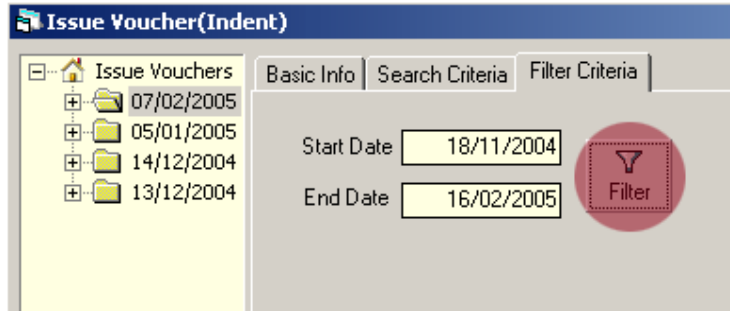 Issue Voucher(Indent)
Issue Vouchers
07/02/2005
05/01/2005
14/12/2004
13/12/2004
Basic Info Search Criteria Filter Criteria
Start Date 18/11/2004
End Date 16/02/2005
Filter